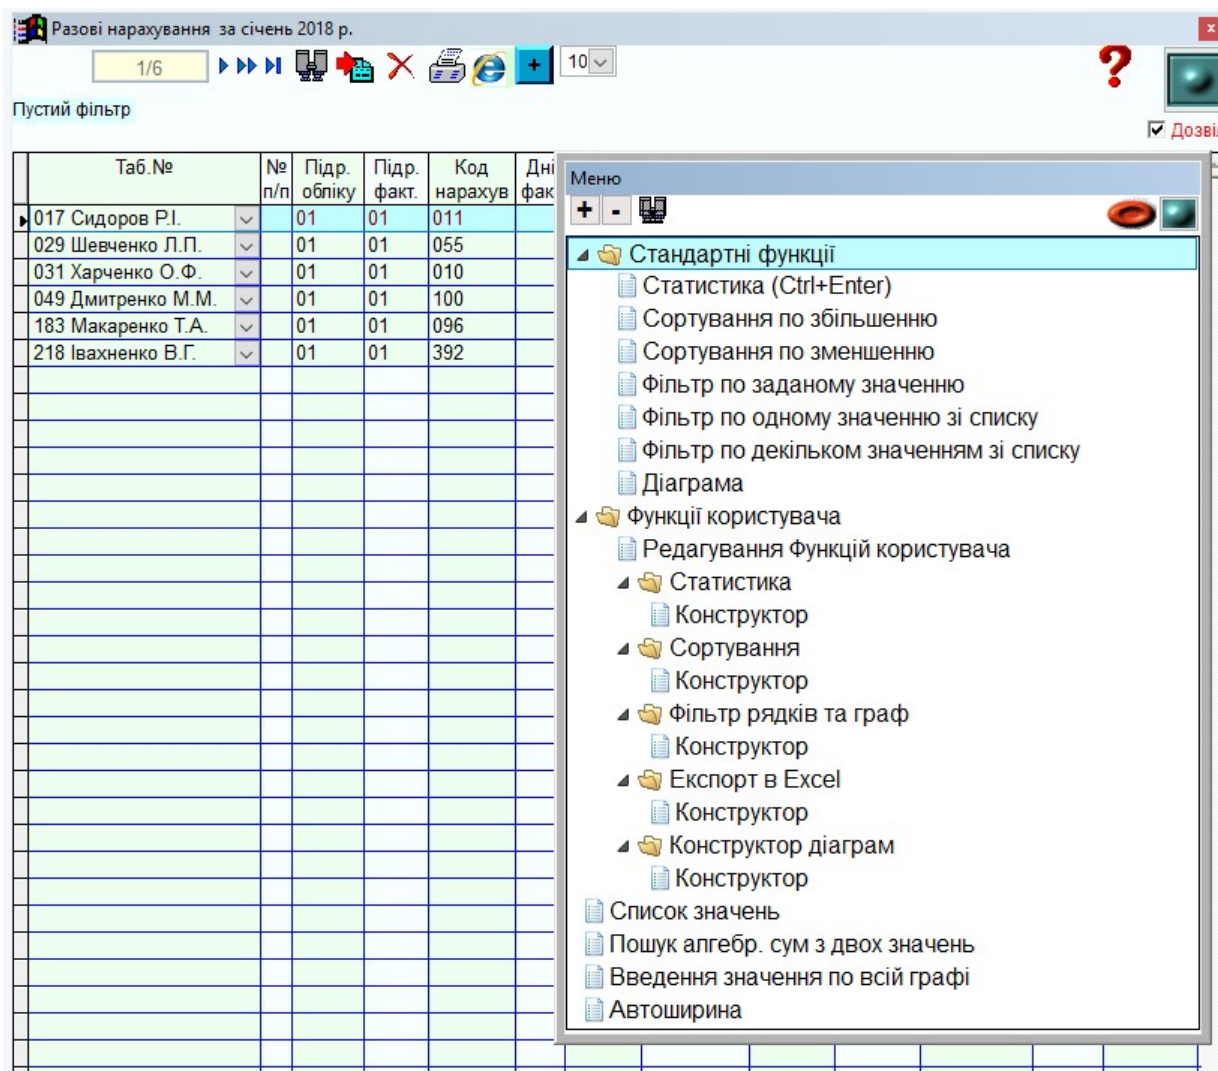 Разові нарахування за січень 2018 р.
x
1/6
+
10
?
Пустий фільтр
Дозві
Таб.№ № п/п Підр. обліку Підр. факт. Код нарахув Дні фак
017 Сидоров Р.І. 01 01 011
029 Шевченко Л.П. 01 01 055
031 Харченко О.Ф. 01 01 010
049 Дмитренко М.М. 01 01 100
183 Макаренко Т.А. 01 01 096
218 Івахненко В.Г. 01 01 392
Меню
+ -
Стандартні функції
Статистика (Ctrl+Enter)
Сортування по збільшенню
Сортування по зменшенню
Фільтр по заданому значенню
Фільтр по одному значенню зі списку
Фільтр по декільком значенням зі списку
Діаграма
Функції користувача
Редагування Функцій користувача
Статистика
Конструктор
Сортування
Конструктор
Фільтр рядків та граф
Конструктор
Експорт в Excel
Конструктор
Конструктор діаграм
Конструктор
Список значень
Пошук алгебр. сум з двох значень
Введення значення по всій графі
Автоширина